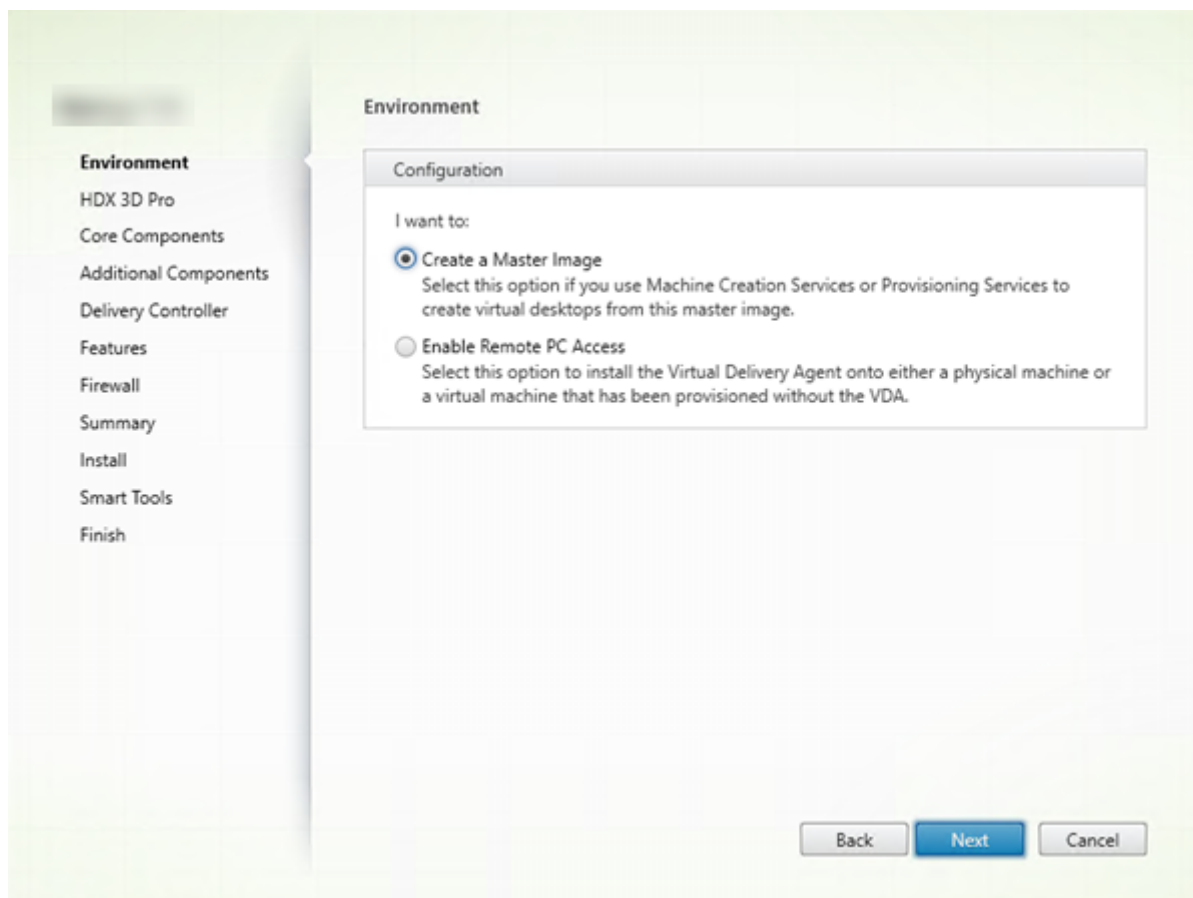 Environment
HDX 3D Pro
Core Components
Additional Components
Delivery Controller
Features
Firewall
Summary
Install
Smart Tools
Finish
Environment
Configuration
I want to:
Create a Master Image
Select this option if you use Machine Creation Services or Provisioning Services to
create virtual desktops from this master image.
Enable Remote PC Access
Select this option to install the Virtual Delivery Agent onto either a physical machine or
a virtual machine that has been provisioned without the VDA.
Back
Next
Cancel